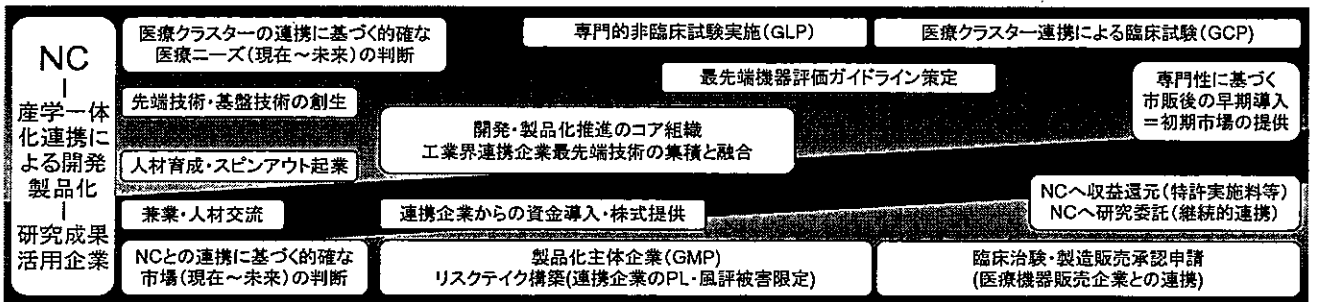 NC
ー
産学一体
化連携に
よる開発
製品化
ー
研究成果
活用企業
医療クラスターの連携に基づく的確な
医療ニーズ(現在～未来)の判断
専門的非臨床試験実施(GLP)
医療クラスター連携による臨床試験(GCP)
最先端機器評価ガイドライン策定
先端技術・基盤技術の創生
専門性に基づく
市販後の早期導入
＝初期市場の提供
開発・製品化推進のコア組織
工業界連携企業最先端技術の集積と融合
人材育成・スピンアウト起業
兼業・人材交流
連携企業からの資金導入・株式提供
NCへ収益還元(特許実施料等)
NCへ研究委託(継続的連携)
NCとの連携に基づく的確な
市場(現在～未来)の判断
製品化主体企業(GMP)
リスクテイク構築(連携企業のPL・風評被害限定)
臨床治験・製造販売承認申請
(医療機器販売企業との連携)